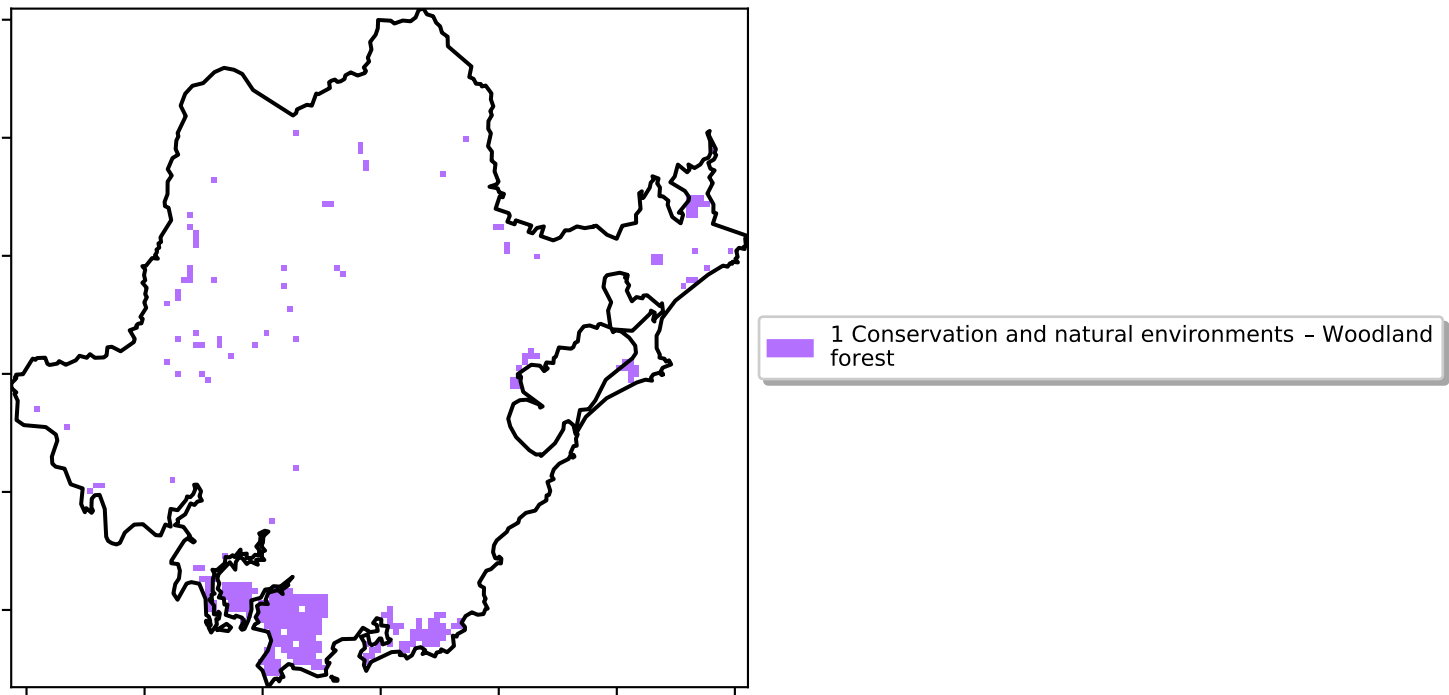 1 Conservation and natural environments – Woodland
forest